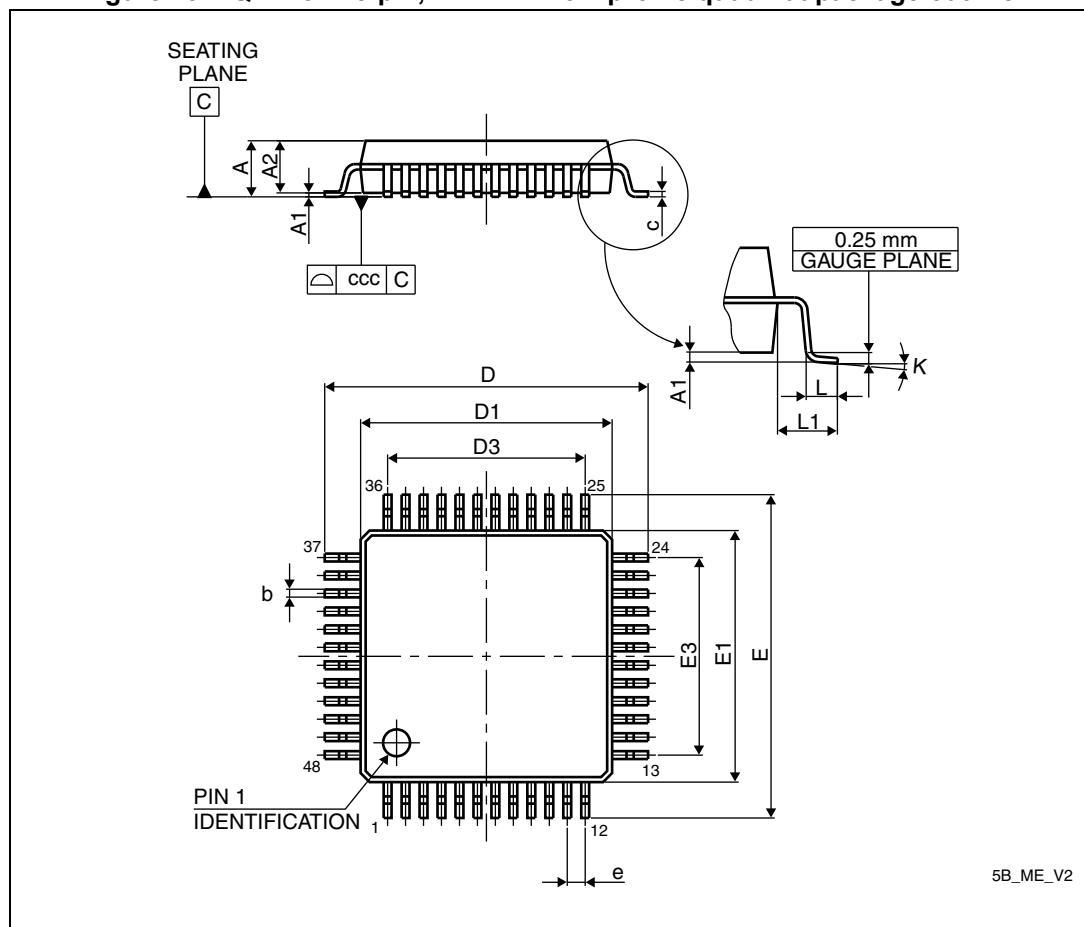 SEATING
PLANE
C
A
A2
A1
c
ccc C
0.25 mm
GAUGE PLANE
A1
K
L
L1
D
D1
D3
36
25
37
24
b
E3
E1
E
48
13
PIN 1
IDENTIFICATION
1
12
e
5B_ME_V2